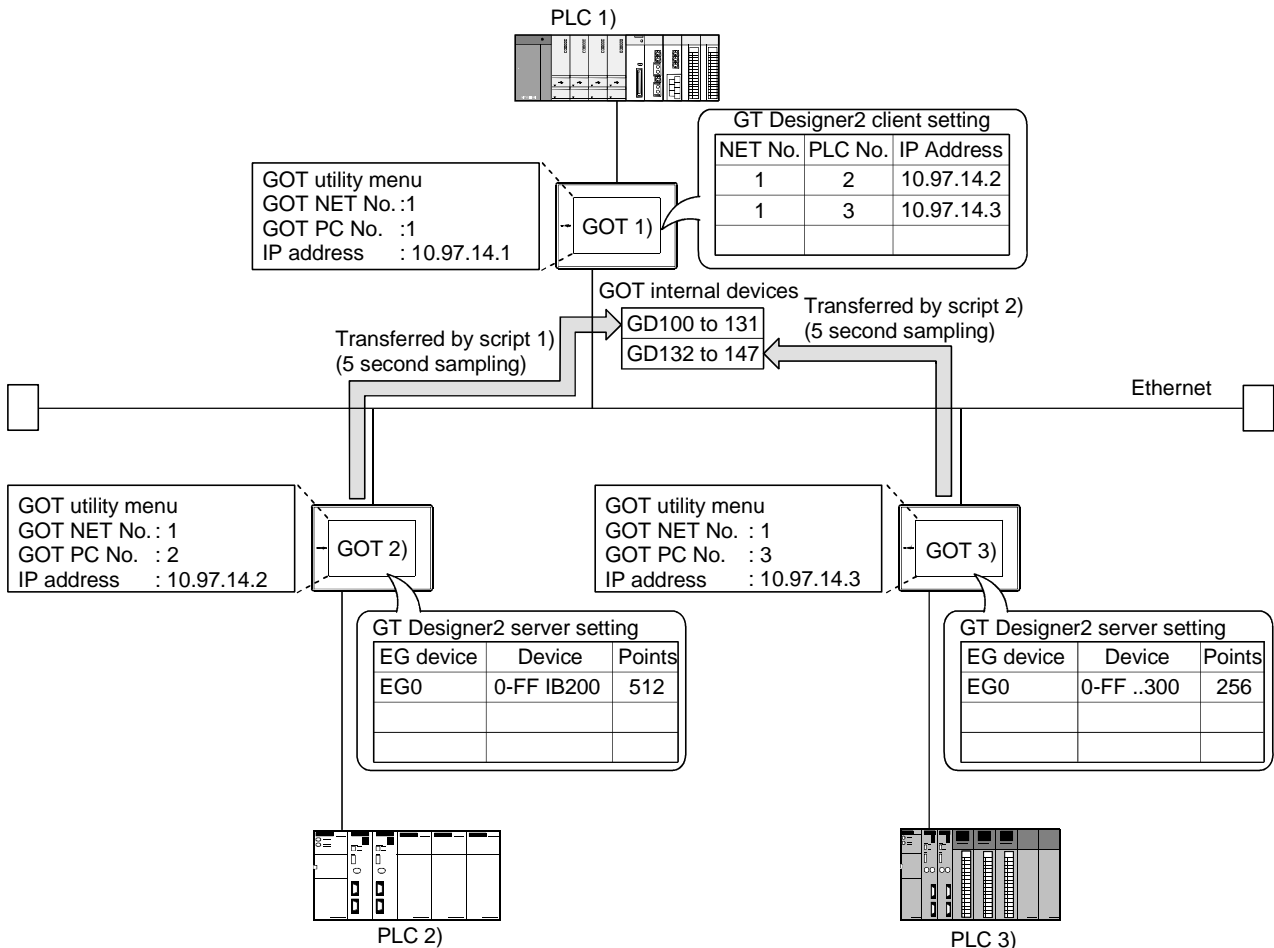 PLC 1)
GT Designer2 client setting
NET No. PLC No. IP Address
1 2 10.97.14.2
1 3 10.97.14.3
GOT utility menu
GOT NET No. :1
GOT PC No. :1
IP address : 10.97.14.1
GOT 1)
GOT internal devices
GD100 to 131
GD132 to 147
Transferred by script 1)
(5 second sampling)
Transferred by script 2)
(5 second sampling)
Ethernet
GOT utility menu
GOT NET No. : 1
GOT PC No. : 2
IP address : 10.97.14.2
GOT 2)
GT Designer2 server setting
EG device Device Points
EG0 0-FF IB200 512
GOT utility menu
GOT NET No. : 1
GOT PC No. : 3
IP address : 10.97.14.3
GOT 3)
GT Designer2 server setting
EG device Device Points
EG0 0-FF ..300 256
PLC 2)
PLC 3)